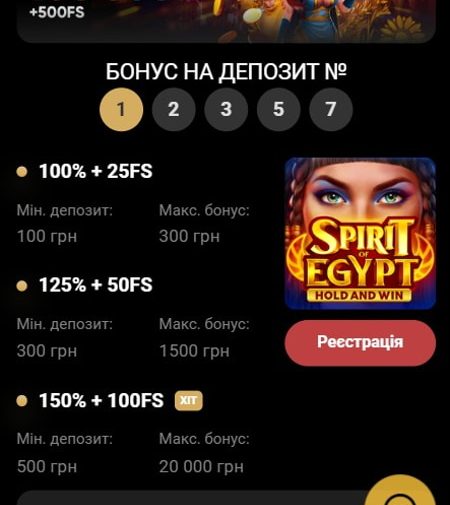 +500FS
БОНУС НА ДЕПОЗИТ №
1 2 3 5 7
100% + 25FS
Мін. депозит: Макс. бонус:
100 грн 300 грн
SPIRIT
OF
EGYPT
HOLD AND WIN
125% + 50FS
Мін. депозит: Макс. бонус:
300 грн 1500 грн
Реєстрація
150% + 100FS ХІТ
Мін. депозит: Макс. бонус:
500 грн 20 000 грн